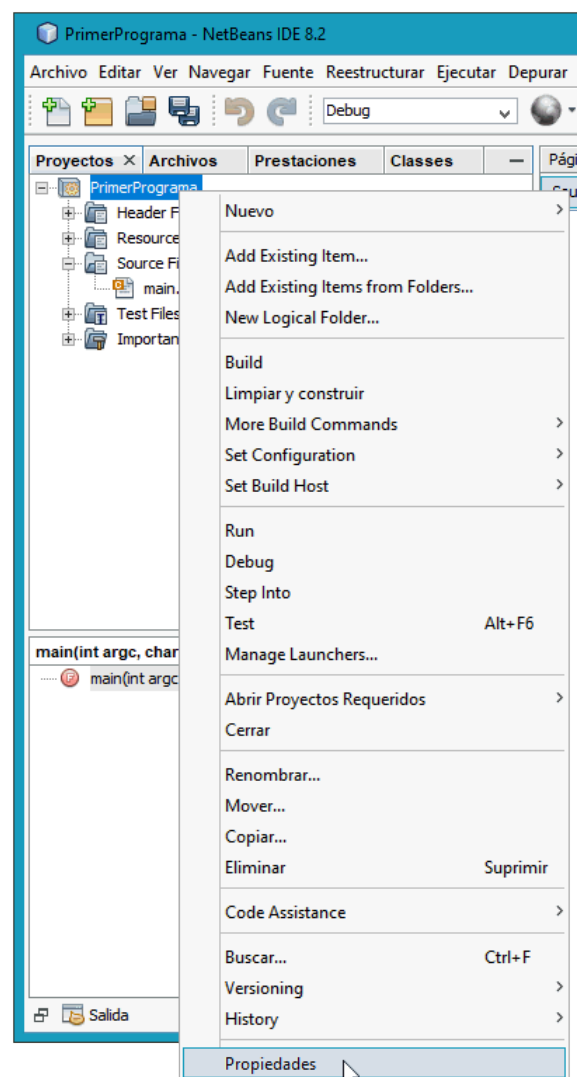 PrimerPrograma - NetBeans IDE 8.2
Archivo Editar Ver Navegar Fuente Reestructurar Ejecutar Depurar
Debug
Proyectos Archivos Prestaciones Classes
PrimerPrograma
Header F
Resource
Source Fi
main.
Test Files
Importan
Nuevo
Add Existing Item...
Add Existing Items from Folders...
New Logical Folder...
Build
Limpiar y construir
More Build Commands
Set Configuration
Set Build Host
Run
Debug
Step Into
Test Alt+F6
Manage Launchers...
Abrir Proyectos Requeridos
Cerrar
Renombrar...
Mover...
Copiar...
Eliminar Suprimir
Code Assistance
Buscar... Ctrl+F
Versioning
History
Propiedades
main(int argc, char
main(int argc
Salida